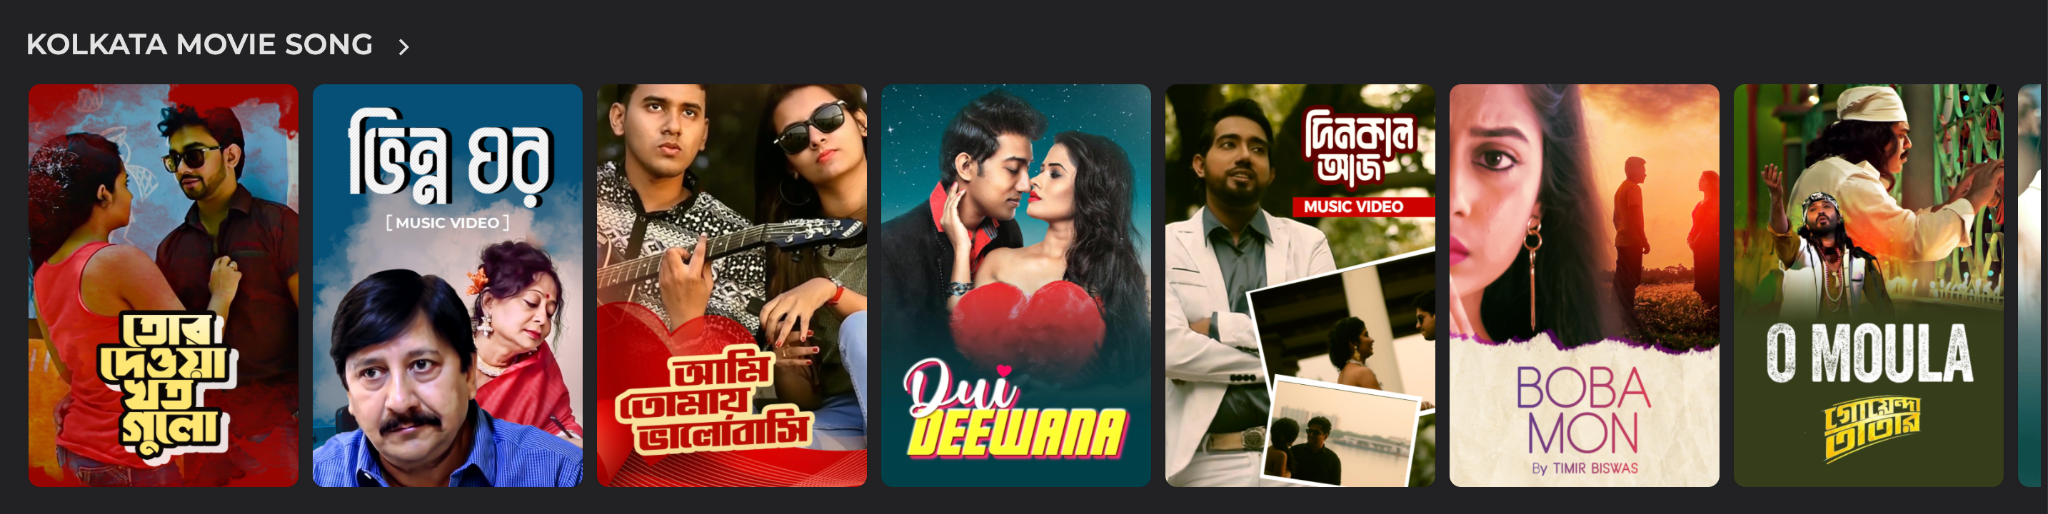 KOLKATA MOVIE SONG
তোর
দেওয়া
খত
গুলো
ভিন্ন ঘর
[ MUSIC VIDEO ]
আমি
তোমায়
ভালোবাসি
Dui
DEEWANA
দিনকাল
আজ
MUSIC VIDEO
BOBA
MON
By TIMIR BISWAS
O MOULA
গোয়েন্দা
তাতার